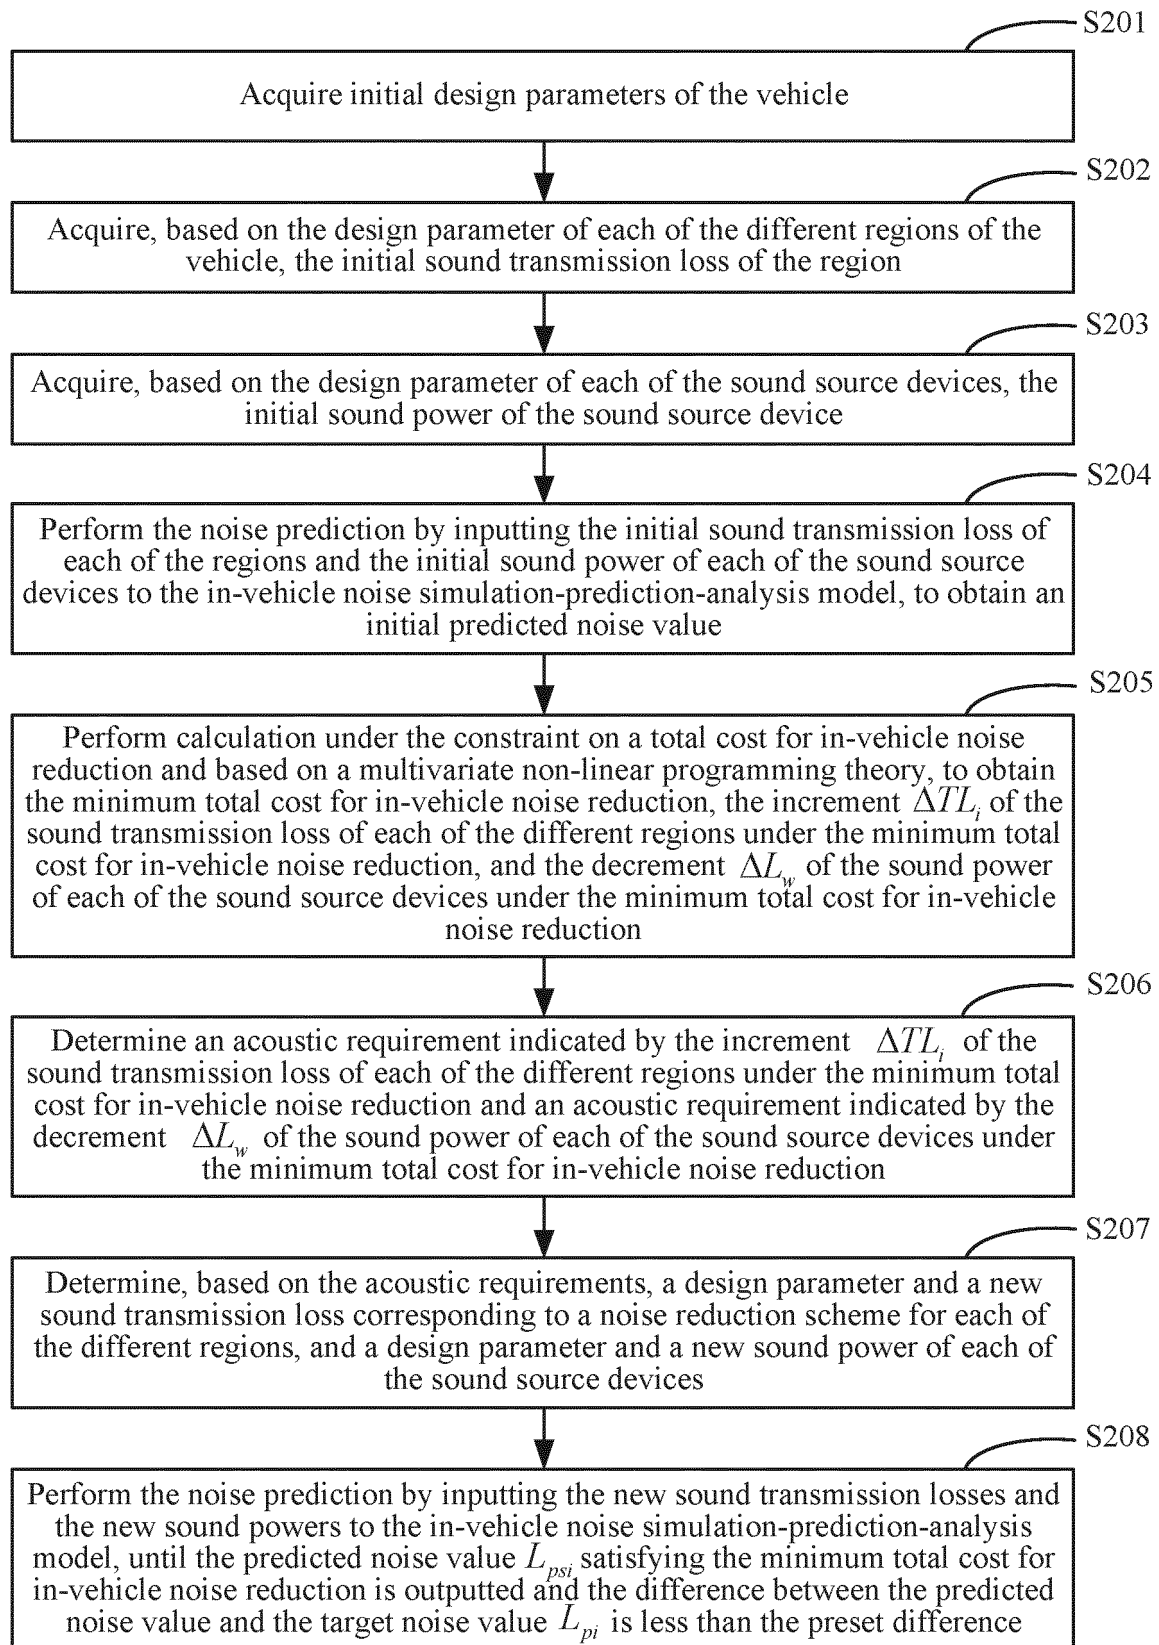 S201
Acquire initial design parameters of the vehicle
S202
Acquire, based on the design parameter of each of the different regions of the
vehicle, the initial sound transmission loss of the region
S203
Acquire, based on the design parameter of each of the sound source devices, the
initial sound power of the sound source device
S204
Perform the noise prediction by inputting the initial sound transmission loss of
each of the regions and the initial sound power of each of the sound source
devices to the in-vehicle noise simulation-prediction-analysis model, to obtain an
initial predicted noise value
S205
Perform calculation under the constraint on a total cost for in-vehicle noise
reduction and based on a multivariate non-linear programming theory, to obtain
the minimum total cost for in-vehicle noise reduction, the increment ΔTL_i of the
sound transmission loss of each of the different regions under the minimum total
cost for in-vehicle noise reduction, and the decrement ΔL_w of the sound power
of each of the sound source devices under the minimum total cost for in-vehicle
noise reduction
S206
Determine an acoustic requirement indicated by the increment ΔTL_i of the
sound transmission loss of each of the different regions under the minimum total
cost for in-vehicle noise reduction and an acoustic requirement indicated by the
decrement ΔL_w of the sound power of each of the sound source devices under
the minimum total cost for in-vehicle noise reduction
S207
Determine, based on the acoustic requirements, a design parameter and a new
sound transmission loss corresponding to a noise reduction scheme for each of
the different regions, and a design parameter and a new sound power of each of
the sound source devices
S208
Perform the noise prediction by inputting the new sound transmission losses and
the new sound powers to the in-vehicle noise simulation-prediction-analysis
model, until the predicted noise value L_psi satisfying the minimum total cost for
in-vehicle noise reduction is outputted and the difference between the predicted
noise value and the target noise value L_pi is less than the preset difference